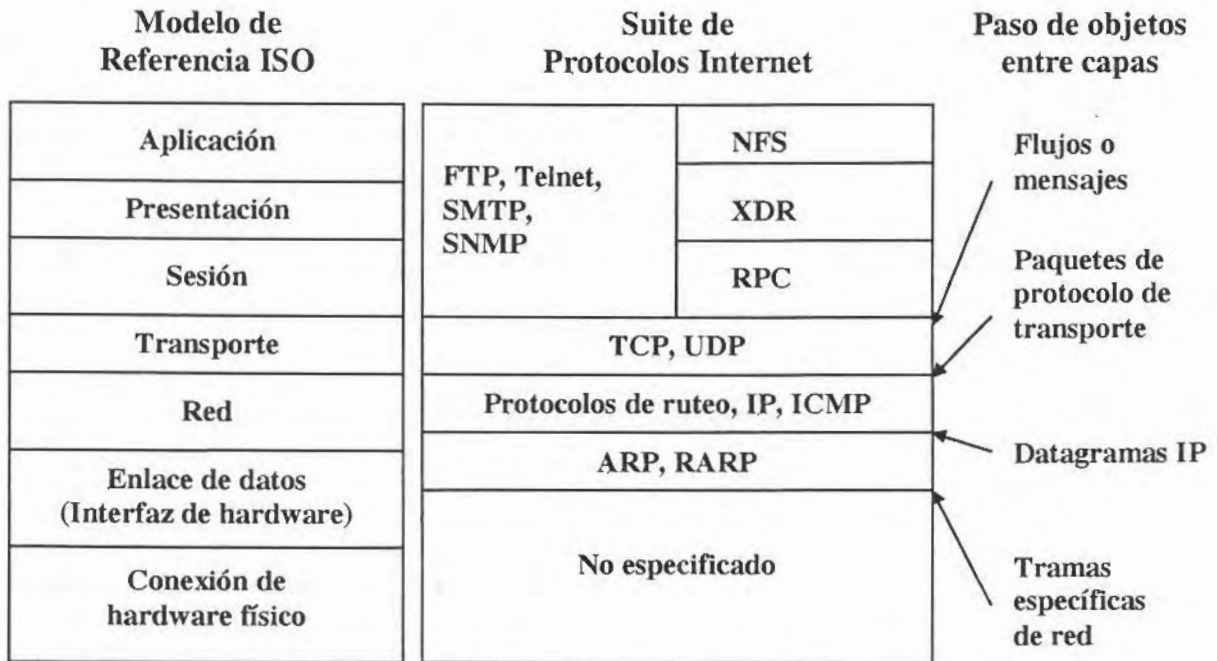 Modelo de
Referencia ISO
Suite de
Protocolos Internet
Paso de objetos
entre capas
Aplicación
Presentación
Sesión
Transporte
Red
Enlace de datos
(Interfaz de hardware)
Conexión de
hardware físico
FTP, Telnet,
SMTP,
SNMP
NFS
XDR
RPC
TCP, UDP
Protocolos de ruteo, IP, ICMP
ARP, RARP
No especificado
Flujos o
mensajes
Paquetes de
protocolo de
transporte
Datagramas IP
Tramas
específicas
de red